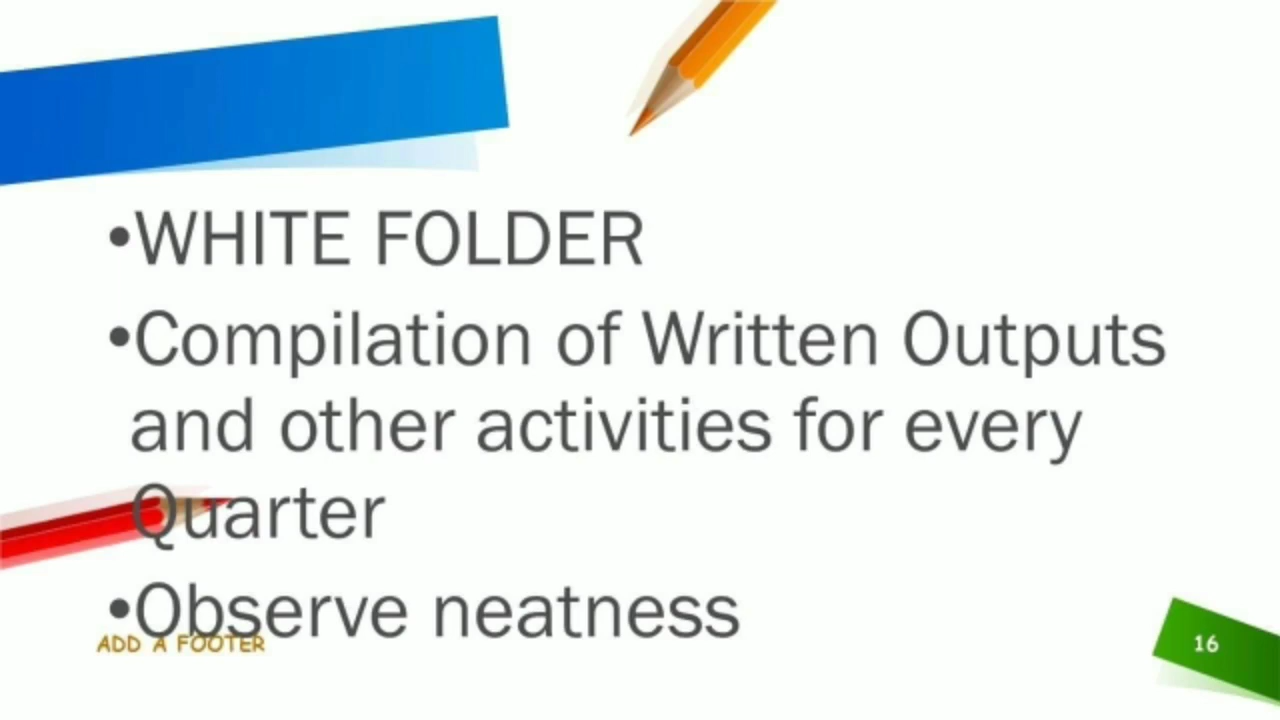 •WHITE FOLDER
•Compilation of Written Outputs
and other activities for every
Quarter
•Observe neatness
ADD A FOOTER
16